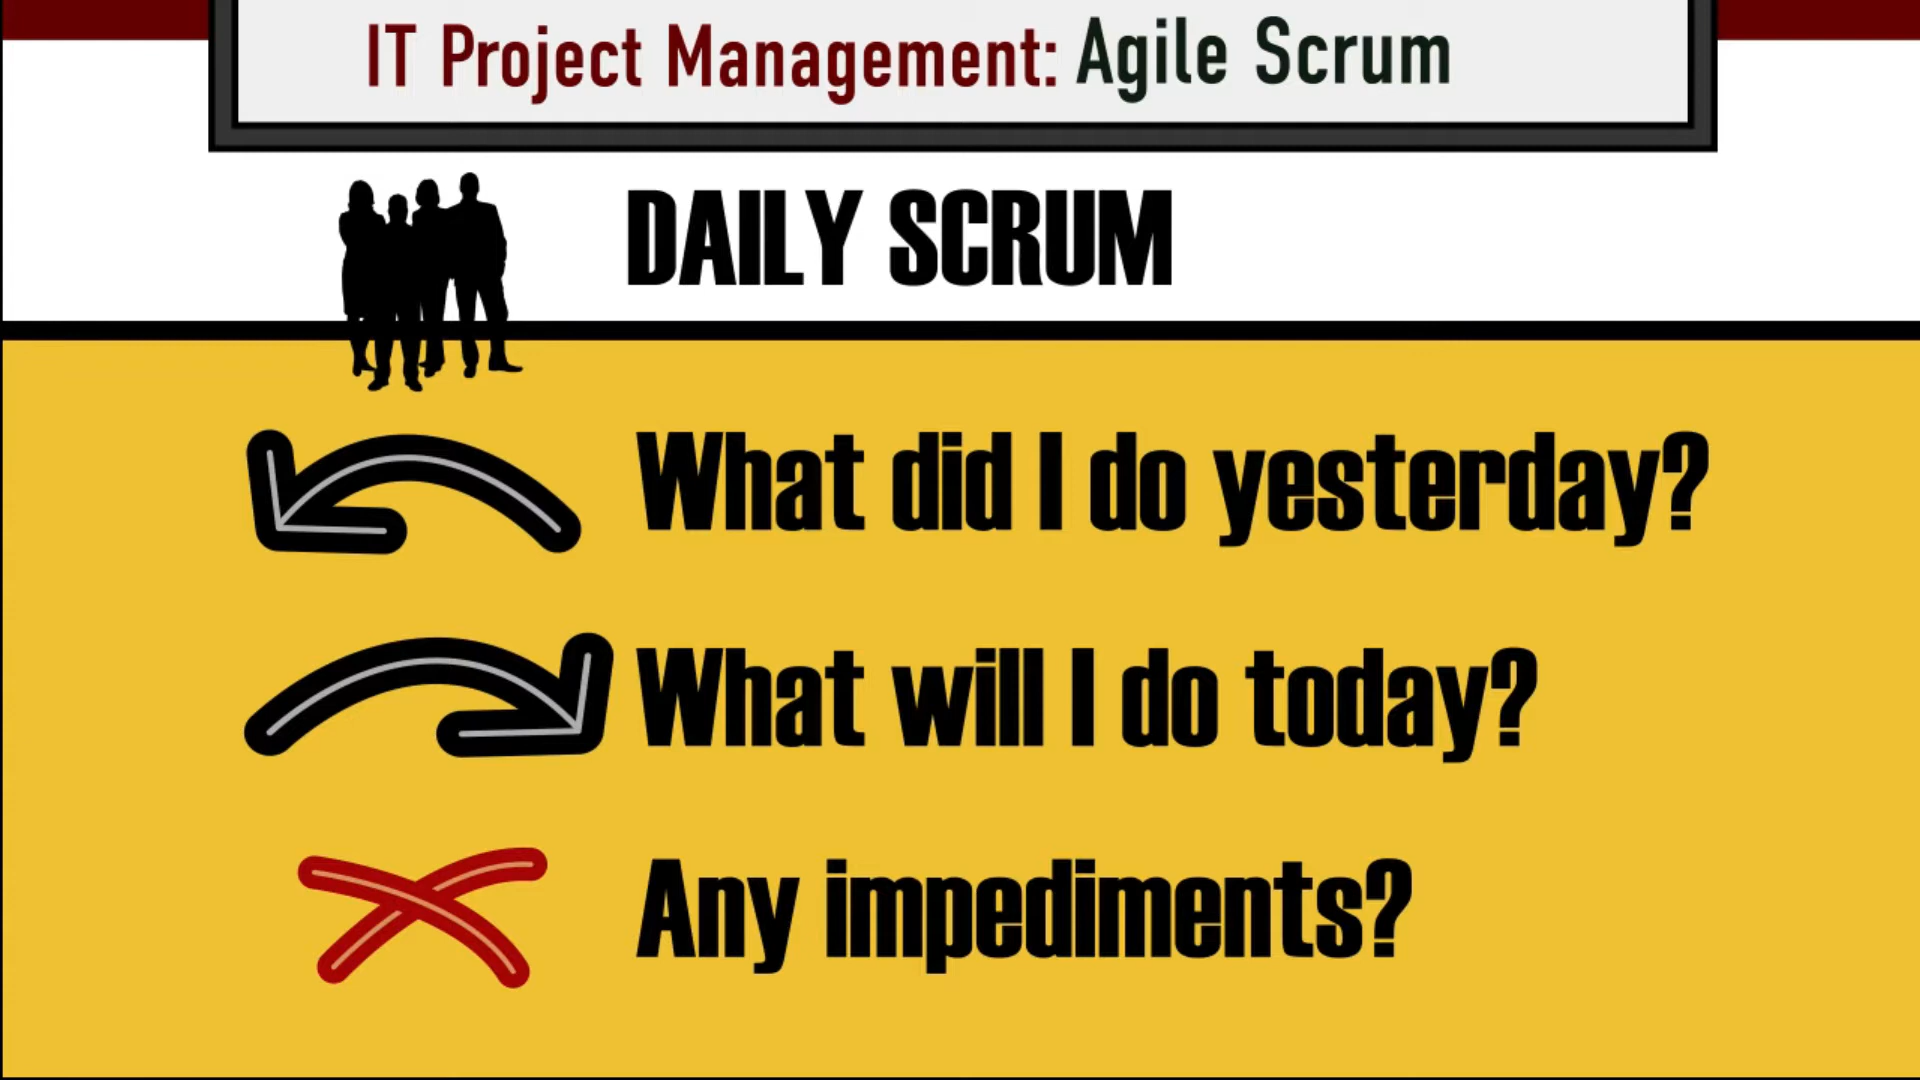 IT Project Management: Agile Scrum
DAILY SCRUM
What did I do yesterday?
What will I do today?
Any impediments?